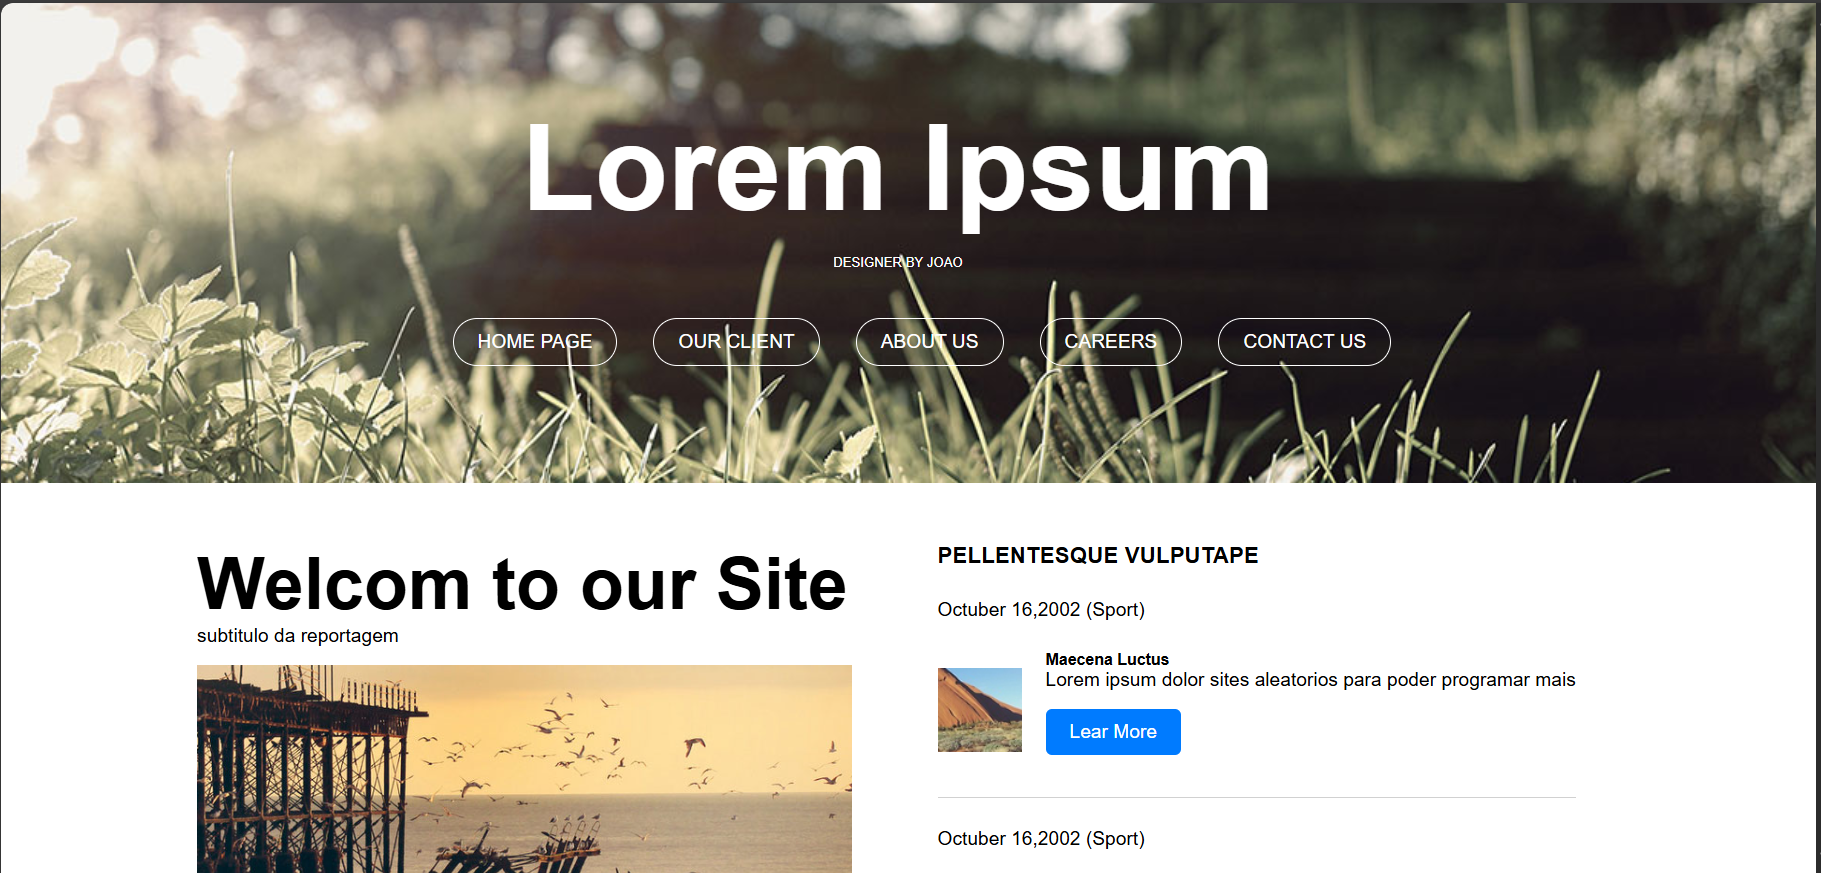 Lorem Ipsum
DESIGNER BY JOAO
HOME PAGE
OUR CLIENT
ABOUT US
CAREERS
CONTACT US
Welcom to our Site
subtitulo da reportagem
PELLENTESQUE VULPUTAPE
Octuber 16,2002 (Sport)
Maecena Luctus
Lorem ipsum dolor sites aleatorios para poder programar mais
Lear More
Octuber 16,2002 (Sport)